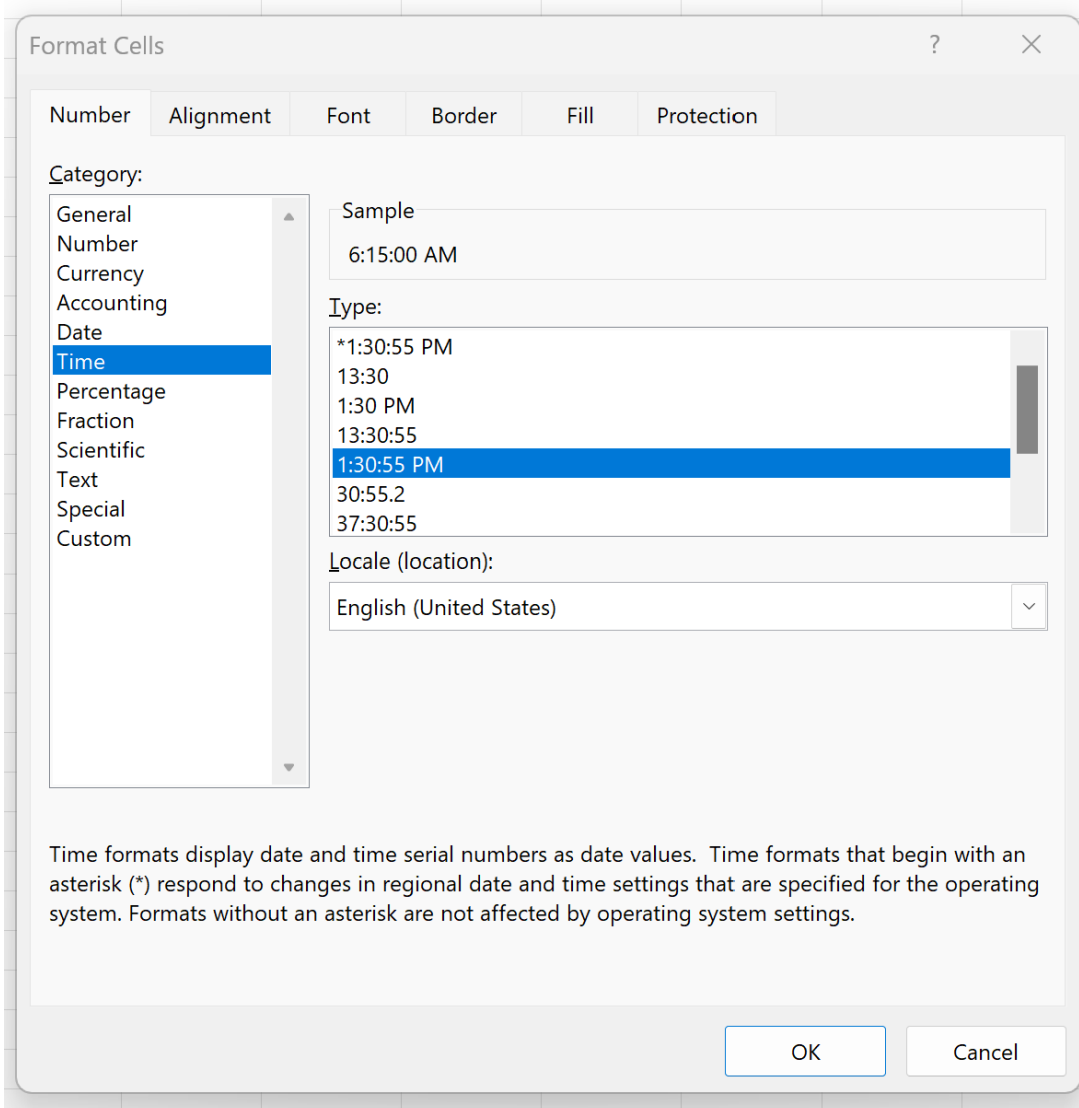 Format Cells
?
Number Alignment Font Border Fill Protection
Category:
General
Number
Currency
Accounting
Date
Time
Percentage
Fraction
Scientific
Text
Special
Custom
Sample
6:15:00 AM
Type:
*1:30:55 PM
13:30
1:30 PM
13:30:55
1:30:55 PM
30:55.2
37:30:55
Locale (location):
English (United States)
Time formats display date and time serial numbers as date values.  Time formats that begin with an
asterisk (*) respond to changes in regional date and time settings that are specified for the operating
system. Formats without an asterisk are not affected by operating system settings.
OK Cancel